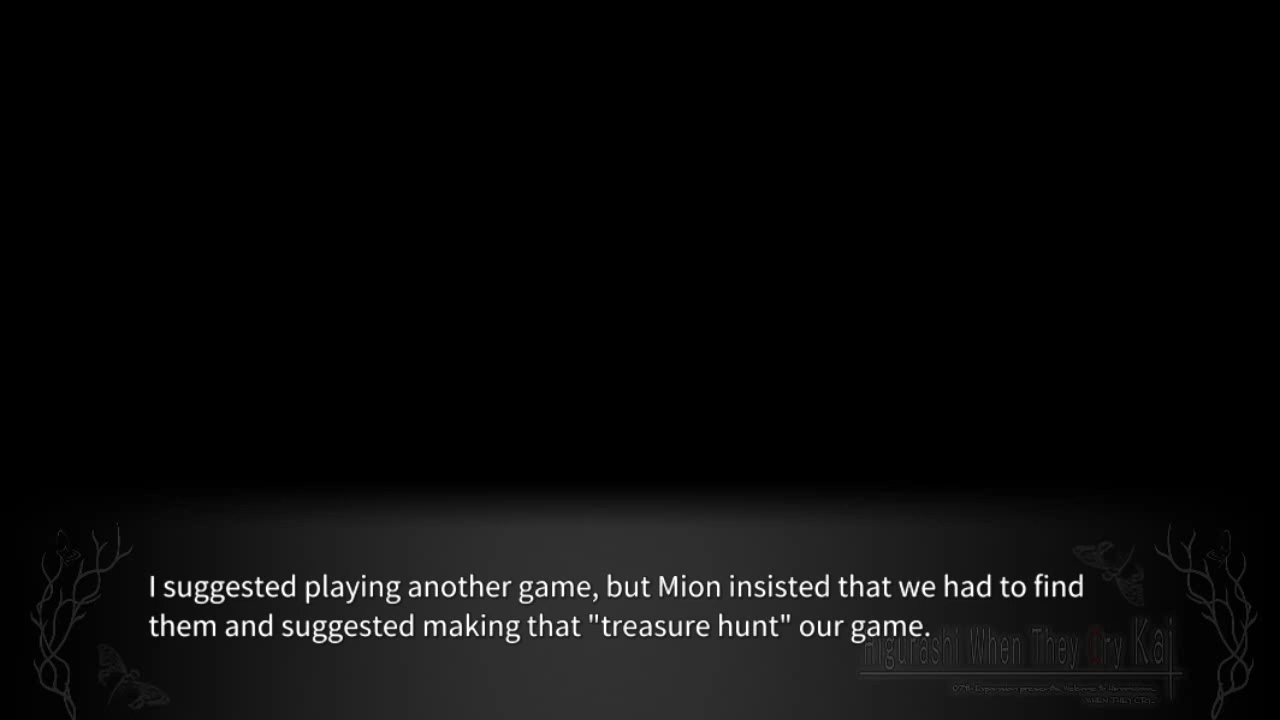 I suggested playing another game, but Mion insisted that we had to find
them and suggested making that "treasure hunt" our game.
Higurashi When They Cry Kai